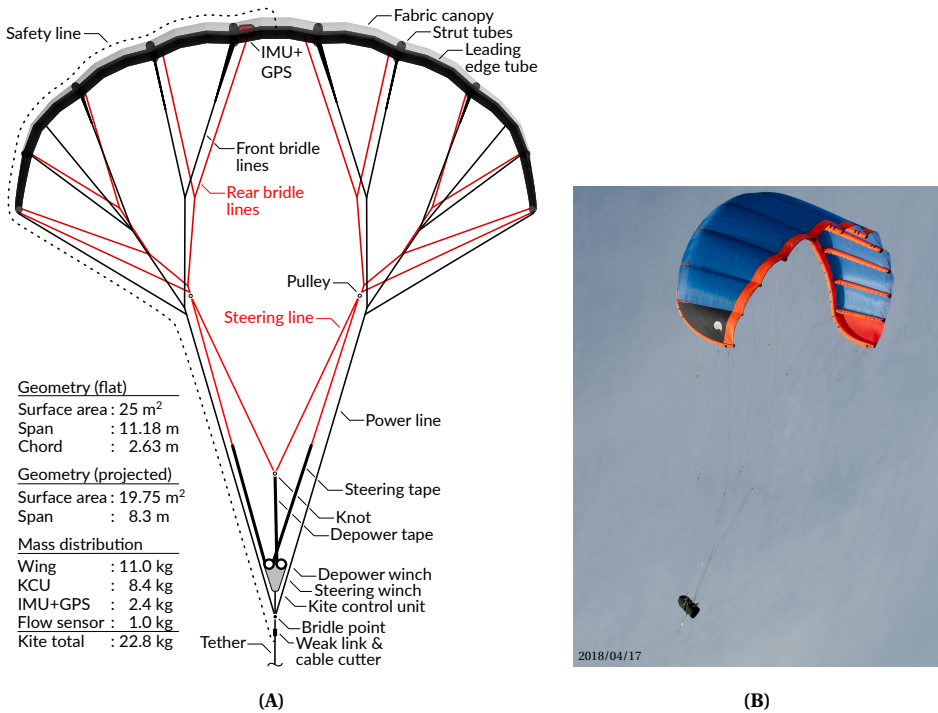 Safety line
Fabric canopy
Strut tubes
Leading
edge tube
IMU+
GPS
Front bridle
lines
Rear bridle
lines
Pulley
Steering line
Geometry (flat)
Surface area : 25 m²
Span : 11.18 m
Chord : 2.63 m
Geometry (projected)
Surface area : 19.75 m²
Span : 8.3 m
Mass distribution
Wing : 11.0 kg
KCU : 8.4 kg
IMU+GPS : 2.4 kg
Flow sensor : 1.0 kg
Kite total : 22.8 kg
Power line
Steering tape
Knot
Depower tape
Depower winch
Steering winch
Kite control unit
Bridle point
Tether
Weak link &
cable cutter
2018/04/17
(A)
(B)